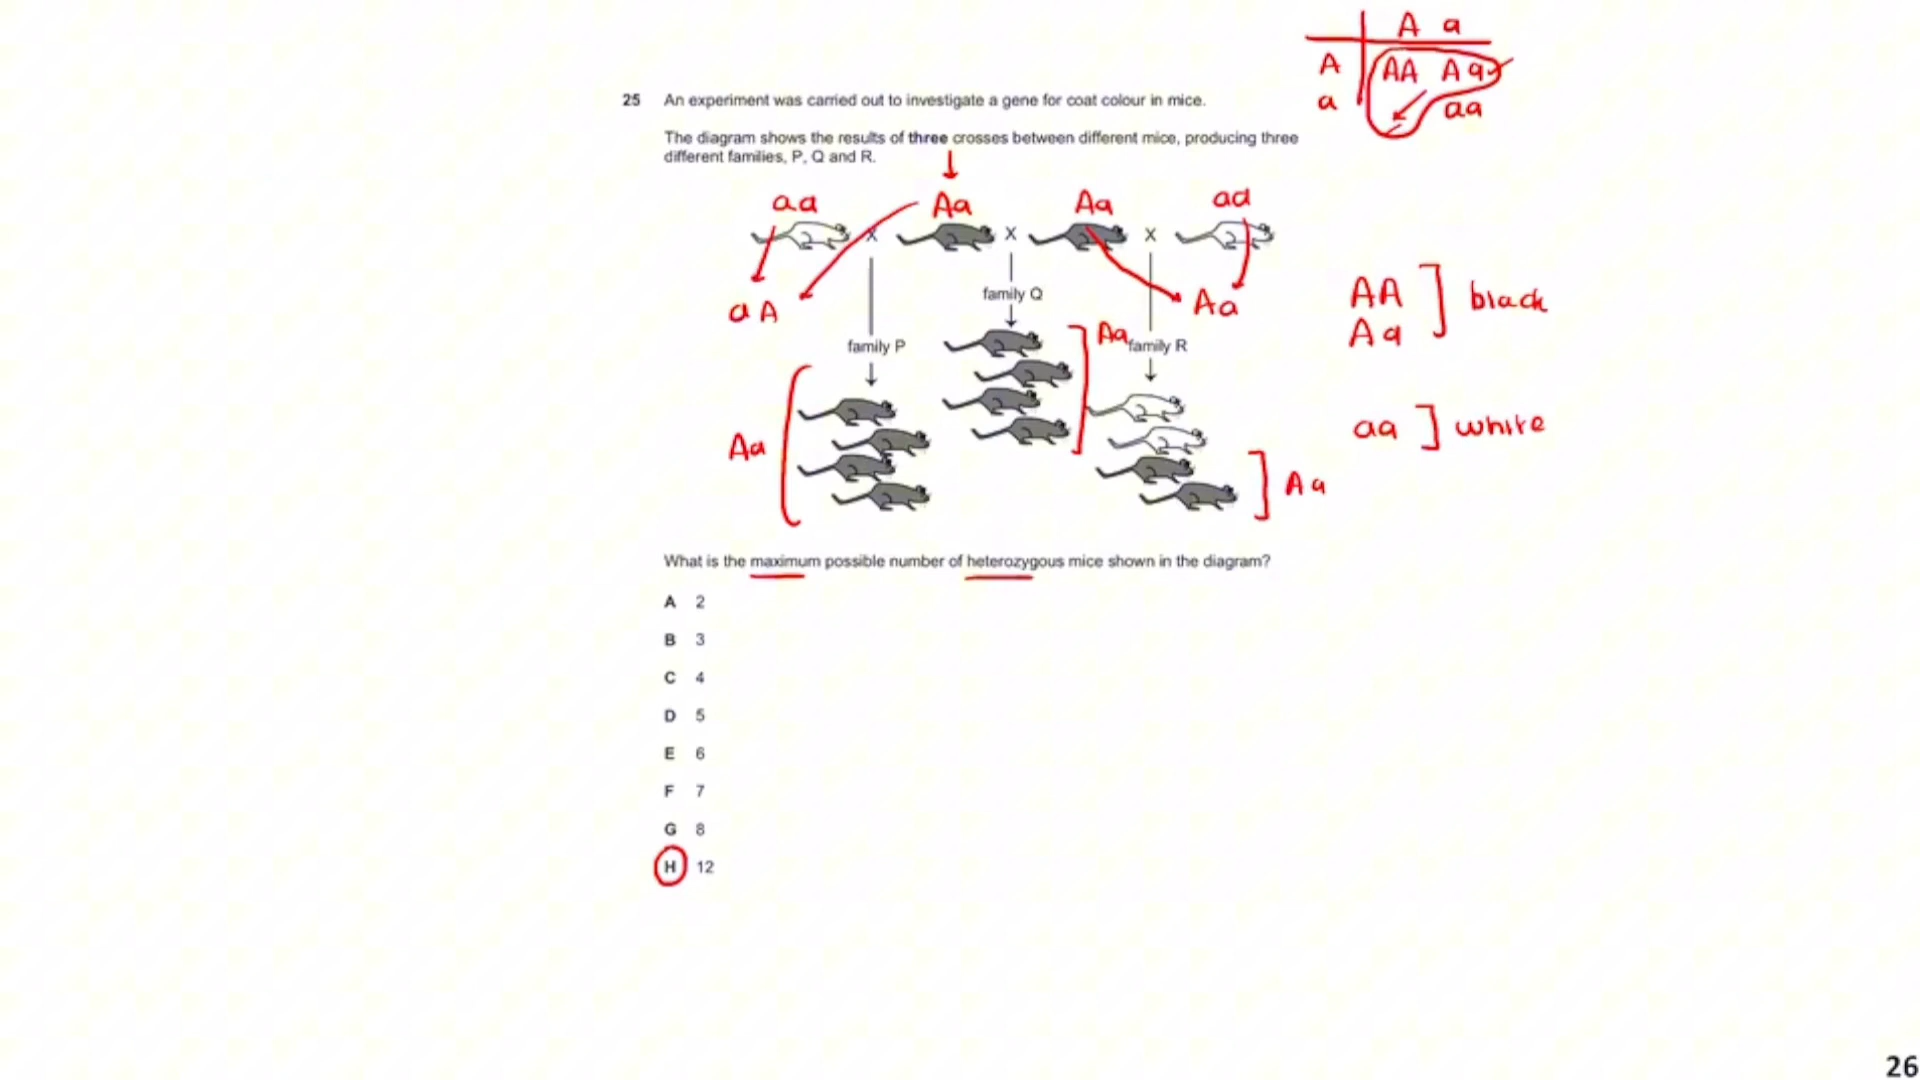 A a
A AA Aa
a aa
25 An experiment was carried out to investigate a gene for coat colour in mice.
The diagram shows the results of three crosses between different mice, producing three
different families, P, Q and R.
aa Aa Aa aa
X X X
family Q
aA Aa
AA ] black
Aa
Aa
family P family R
aa ] white
Aa
Aa
What is the maximum possible number of heterozygous mice shown in the diagram?
A 2
B 3
C 4
D 5
E 6
F 7
G 8
H 12
26